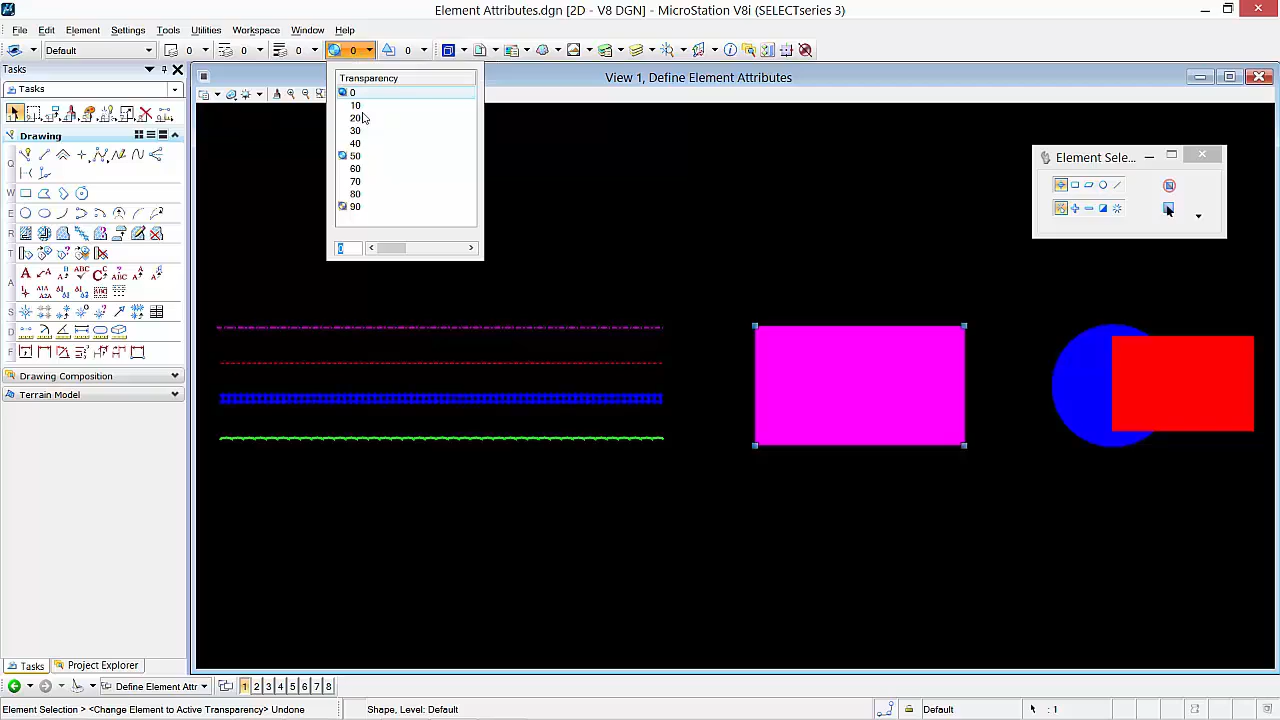 Element Attributes.dgn [2D - V8 DGN] - MicroStation V8i (SELECTseries 3)
File Edit Element Settings Tools Utilities Workspace Window Help
Default 0 0 0 0 0
Tasks
Tasks
View 1, Define Element Attributes
Transparency
0
10
20
30
40
50
60
70
80
90
0
Drawing
Q
W
E
R
T
A
S
D
F
Drawing Composition
Terrain Model
Element Selec...
Tasks Project Explorer
Define Element Attr 1 2 3 4 5 6 7 8
Element Selection > <Change Element to Active Transparency> Undone Shape, Level: Default Default : 1